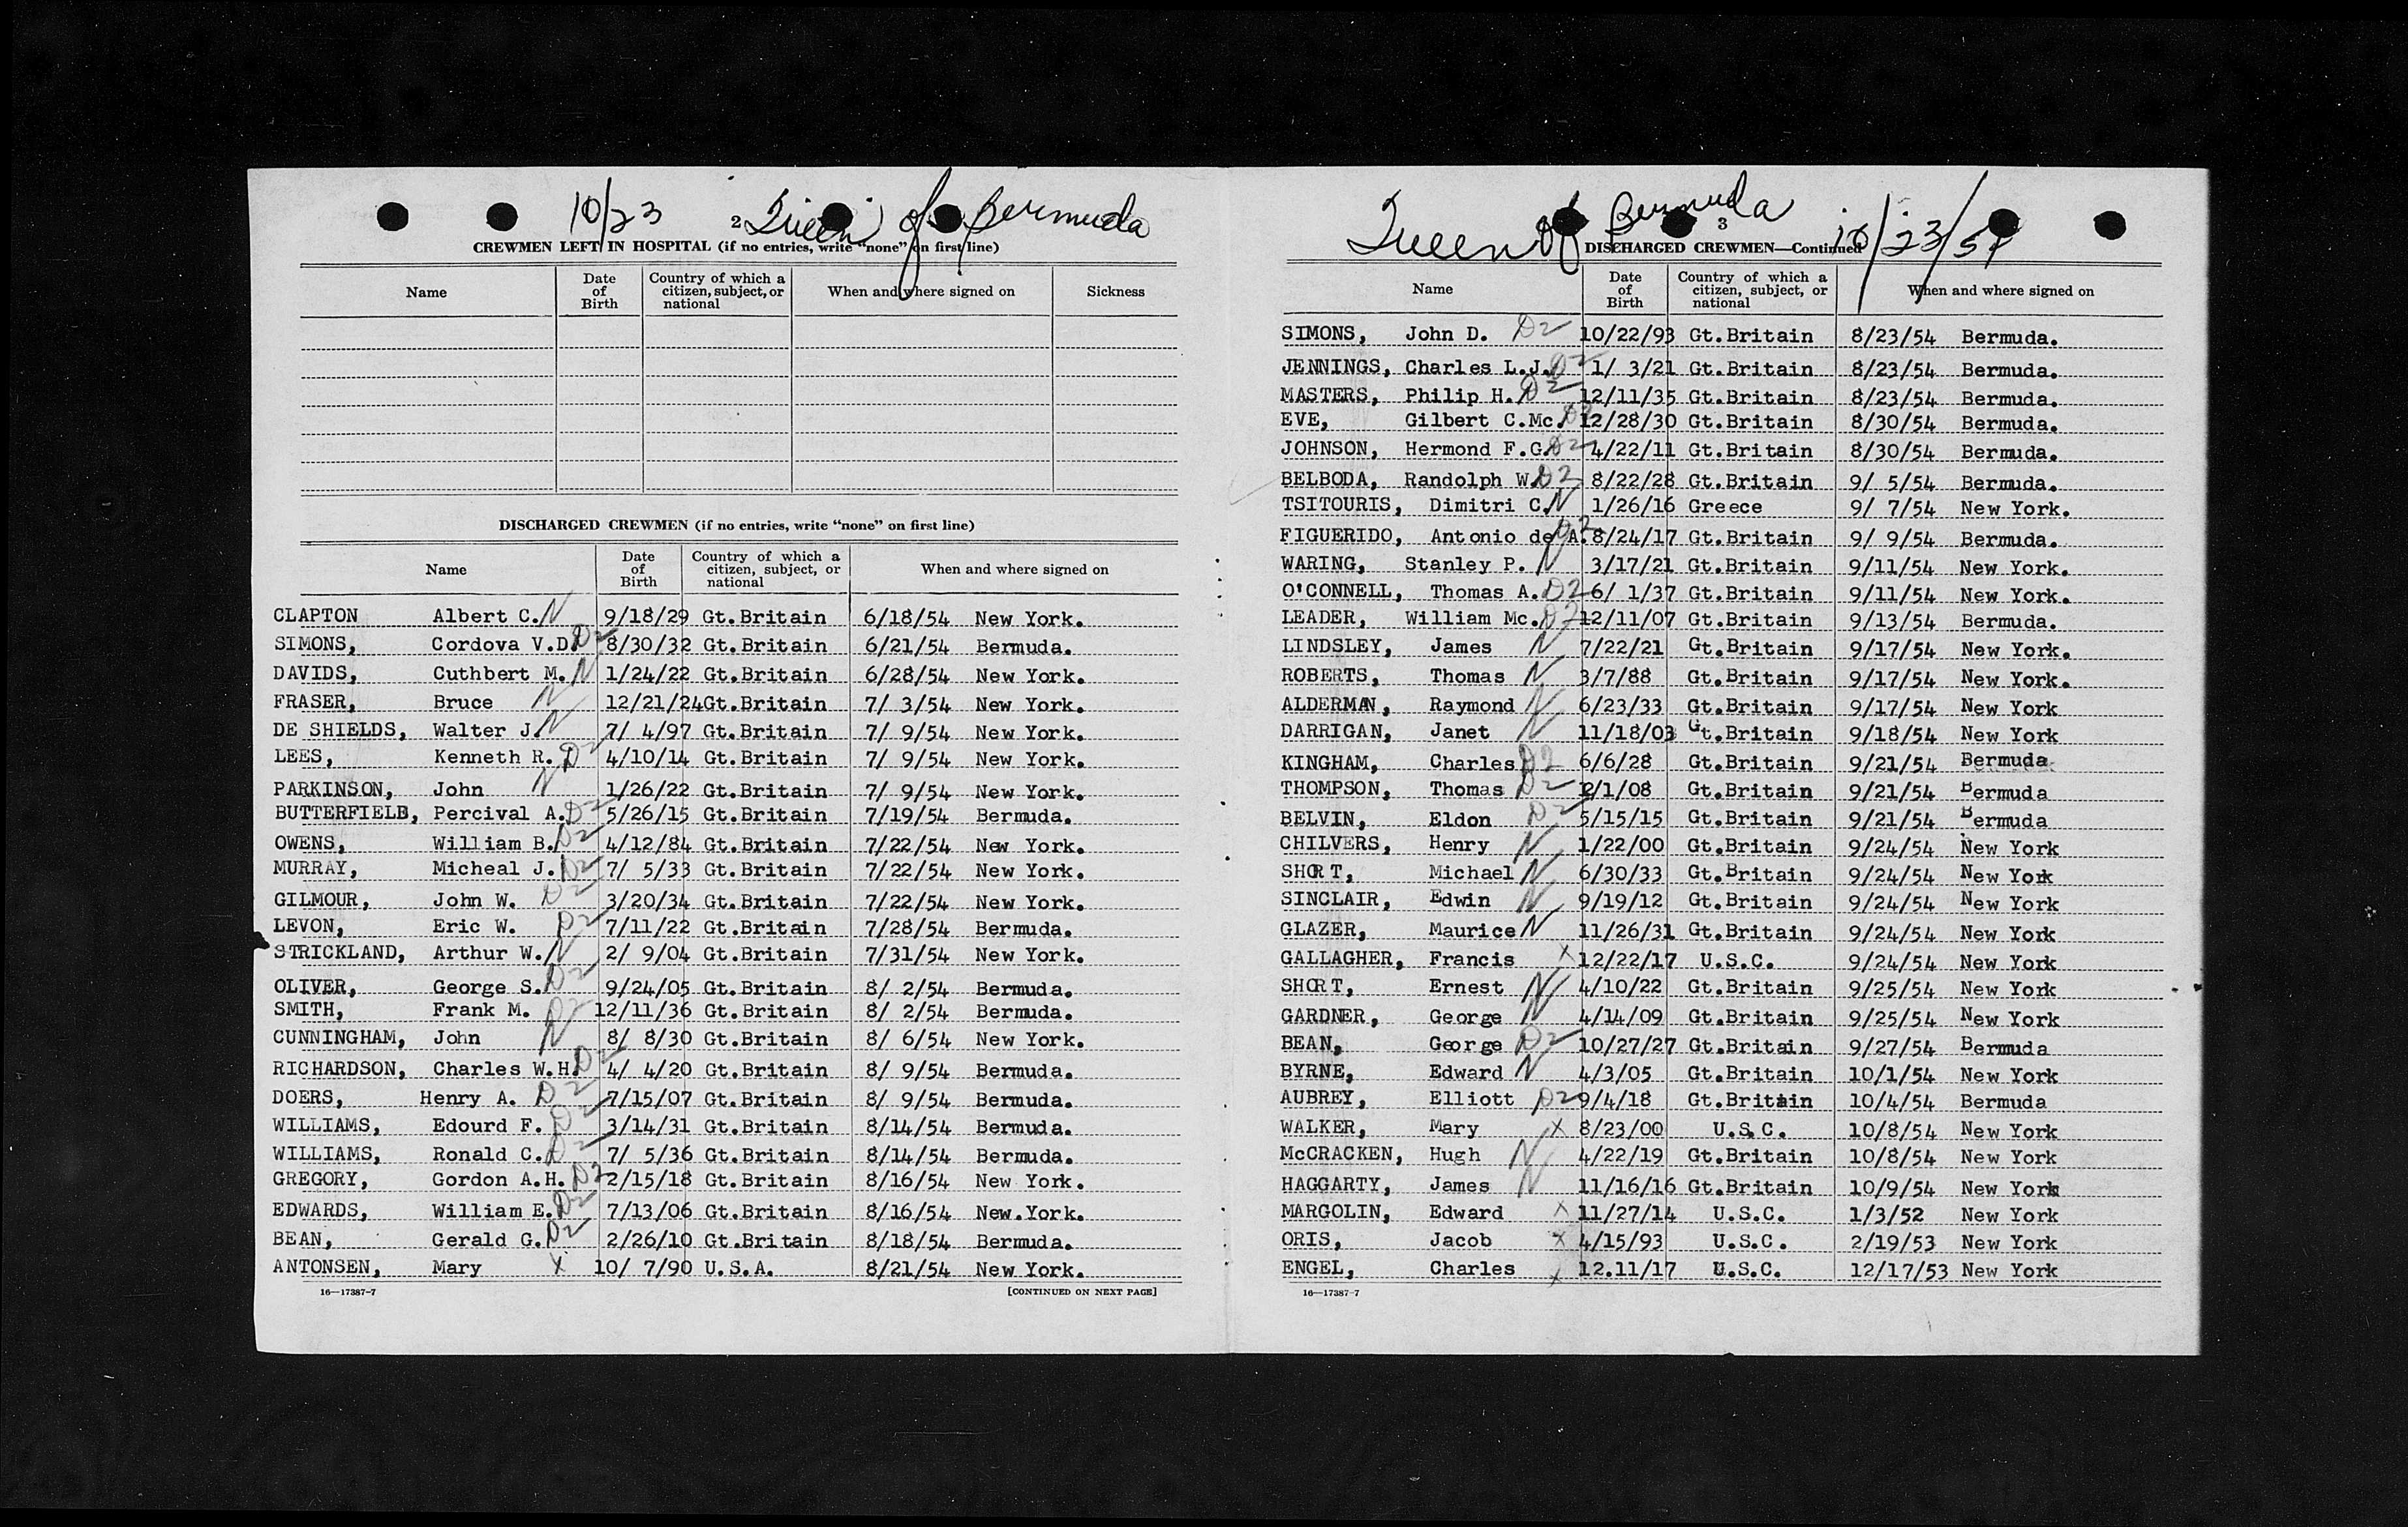 10/23 2 Queen of Bermuda
CREWMEN LEFT IN HOSPITAL (if no entries, write "none" on first line)
Name Date of Birth Country of which a citizen, subject, or national When and where signed on Sickness
DISCHARGED CREWMEN (if no entries, write "none" on first line)
Name Date of Birth Country of which a citizen, subject, or national When and where signed on
CLAPTON Albert C. N 9/18/29 Gt.Britain 6/18/54 New York.
SIMONS, Cordova V.D. D2 8/30/32 Gt.Britain 6/21/54 Bermuda.
DAVIDS, Cuthbert M. N 1/24/22 Gt.Britain 6/28/54 New York.
FRASER, Bruce N 12/21/24 Gt.Britain 7/ 3/54 New York.
DE SHIELDS, Walter J. N 7/ 4/97 Gt.Britain 7/ 9/54 New York.
LEES, Kenneth R. D2 4/10/14 Gt.Britain 7/ 9/54 New York.
PARKINSON, John N 1/26/22 Gt.Britain 7/ 9/54 New York.
BUTTERFIELD, Percival A. D2 5/26/15 Gt.Britain 7/19/54 Bermuda.
OWENS, William B. D2 4/12/84 Gt.Britain 7/22/54 New York.
MURRAY, Micheal J. D2 7/ 5/33 Gt.Britain 7/22/54 New York.
GILMOUR, John W. D2 3/20/34 Gt.Britain 7/22/54 New York.
LEVON, Eric W. D2 7/11/22 Gt.Britain 7/28/54 Bermuda.
STRICKLAND, Arthur W. N 2/ 9/04 Gt.Britain 7/31/54 New York.
OLIVER, George S. D2 9/24/05 Gt.Britain 8/ 2/54 Bermuda.
SMITH, Frank M. D2 12/11/36 Gt.Britain 8/ 2/54 Bermuda.
CUNNINGHAM, John N 8/ 8/30 Gt.Britain 8/ 6/54 New York.
RICHARDSON, Charles W.H. D2 4/ 4/20 Gt.Britain 8/ 9/54 Bermuda.
DOERS, Henry A. D2 7/15/07 Gt.Britain 8/ 9/54 Bermuda.
WILLIAMS, Edourd F. D2 3/14/31 Gt.Britain 8/14/54 Bermuda.
WILLIAMS, Ronald C. D2 7/ 5/36 Gt.Britain 8/14/54 Bermuda.
GREGORY, Gordon A.H. D2 2/15/18 Gt.Britain 8/16/54 New York.
EDWARDS, William E. D2 7/13/06 Gt.Britain 8/16/54 New.York.
BEAN, Gerald G. D2 2/26/10 Gt.Britain 8/18/54 Bermuda.
ANTONSEN, Mary X 10/ 7/90 U.S.A. 8/21/54 New York.
16—17387-7 [CONTINUED ON NEXT PAGE]
Queen of Bermuda 3 10/23/54
DISCHARGED CREWMEN—Continued
Name Date of Birth Country of which a citizen, subject, or national When and where signed on
SIMONS, John D. D2 10/22/93 Gt.Britain 8/23/54 Bermuda.
JENNINGS, Charles L.J. D2 1/ 3/21 Gt.Britain 8/23/54 Bermuda.
MASTERS, Philip H. D2 12/11/35 Gt.Britain 8/23/54 Bermuda.
EVE, Gilbert C.Mc. D2 12/28/30 Gt.Britain 8/30/54 Bermuda.
JOHNSON, Hermond F.G. D2 4/22/11 Gt.Britain 8/30/54 Bermuda.
BELBODA, Randolph W. D2 8/22/28 Gt.Britain 9/ 5/54 Bermuda.
TSITOURIS, Dimitri C. N 1/26/16 Greece 9/ 7/54 New York.
FIGUERIDO, Antonio de A. D2 8/24/17 Gt.Britain 9/ 9/54 Bermuda.
WARING, Stanley P. N 3/17/21 Gt.Britain 9/11/54 New York.
O'CONNELL, Thomas A. D2 6/ 1/37 Gt.Britain 9/11/54 New York.
LEADER, William Mc. D2 12/11/07 Gt.Britain 9/13/54 Bermuda.
LINDSLEY, James N 7/22/21 Gt.Britain 9/17/54 New York.
ROBERTS, Thomas N 3/7/88 Gt.Britain 9/17/54 New York.
ALDERMAN, Raymond N 6/23/33 Gt.Britain 9/17/54 New York
DARRIGAN, Janet N 11/18/03 Gt.Britain 9/18/54 New York
KINGHAM, Charles D2 6/6/28 Gt.Britain 9/21/54 Bermuda
THOMPSON, Thomas D2 2/1/08 Gt.Britain 9/21/54 Bermuda
BELVIN, Eldon D2 5/15/15 Gt.Britain 9/21/54 Bermuda
CHILVERS, Henry N 1/22/00 Gt.Britain 9/24/54 New York
SHORT, Michael N 6/30/33 Gt.Britain 9/24/54 New York
SINCLAIR, Edwin N 9/19/12 Gt.Britain 9/24/54 New York
GLAZER, Maurice N 11/26/31 Gt.Britain 9/24/54 New York
GALLAGHER, Francis X 12/22/17 U.S.C. 9/24/54 New York
SHORT, Ernest N 4/10/22 Gt.Britain 9/25/54 New York
GARDNER, George N 4/14/09 Gt.Britain 9/25/54 New York
BEAN, George D2 10/27/27 Gt.Britain 9/27/54 Bermuda
BYRNE, Edward N 4/3/05 Gt.Britain 10/1/54 New York
AUBREY, Elliott D2 9/4/18 Gt.Britain 10/4/54 Bermuda
WALKER, Mary X 8/23/00 U.S.C. 10/8/54 New York
McCRACKEN, Hugh N 4/22/19 Gt.Britain 10/8/54 New York
HAGGARTY, James N 11/16/16 Gt.Britain 10/9/54 New York
MARGOLIN, Edward X 11/27/14 U.S.C. 1/3/52 New York
ORIS, Jacob X 4/15/93 U.S.C. 2/19/53 New York
ENGEL, Charles X 12.11/17 U.S.C. 12/17/53 New York
16—17387-7